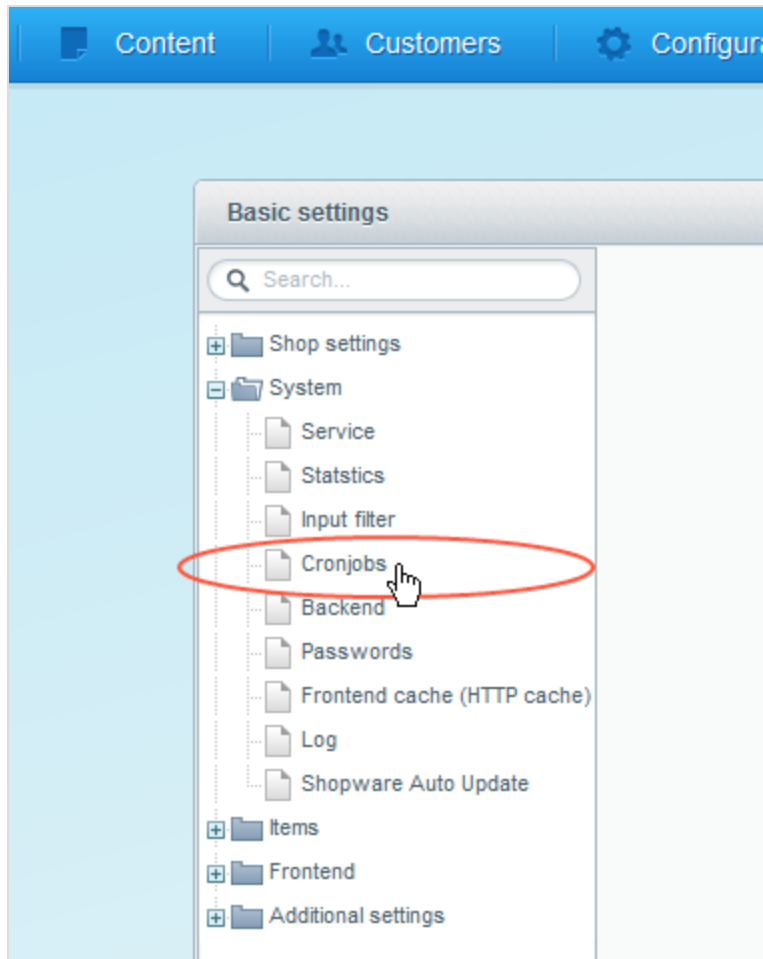 Content Customers
Basic settings
Search...
Shop settings
System
Service
Statstics
Input filter
Cronjobs
Backend
Passwords
Frontend cache (HTTP cache)
Log
Shopware Auto Update
Items
Frontend
Additional settings